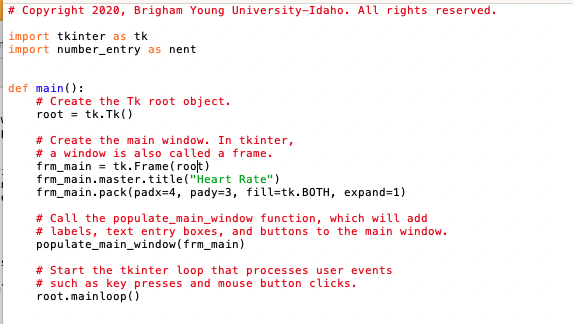 # Copyright 2020, Brigham Young University-Idaho. All rights reserved.
import tkinter as tk
import number_entry as nent
def main():
# Create the Tk root object.
root = tk.Tk()
# Create the main window. In tkinter,
# a window is also called a frame.
frm_main = tk.Frame(root)
frm_main.master.title("Heart Rate")
frm_main.pack(padx=4, pady=3, fill=tk.BOTH, expand=1)
# Call the populate_main_window function, which will add
# labels, text entry boxes, and buttons to the main window.
populate_main_window(frm_main)
# Start the tkinter loop that processes user events
# such as key presses and mouse button clicks.
root.mainloop()